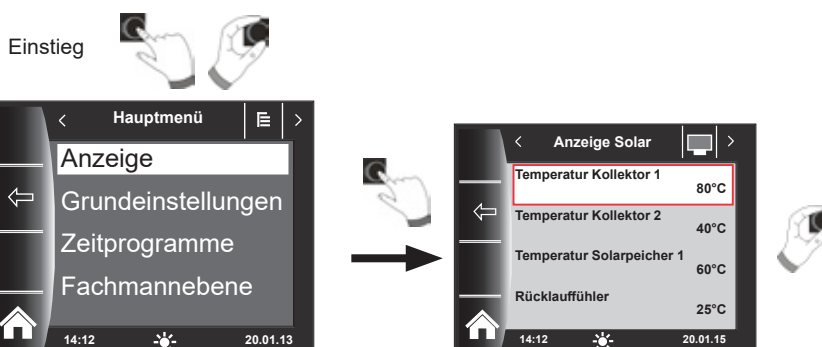 Einstieg
Hauptmenü
Anzeige
Grundeinstellungen
Zeitprogramme
Fachmannebene
14:12 20.01.13
Anzeige Solar
Temperatur Kollektor 1
80°C
Temperatur Kollektor 2
40°C
Temperatur Solarpeicher 1
60°C
Rücklauffühler
25°C
14:12 20.01.15